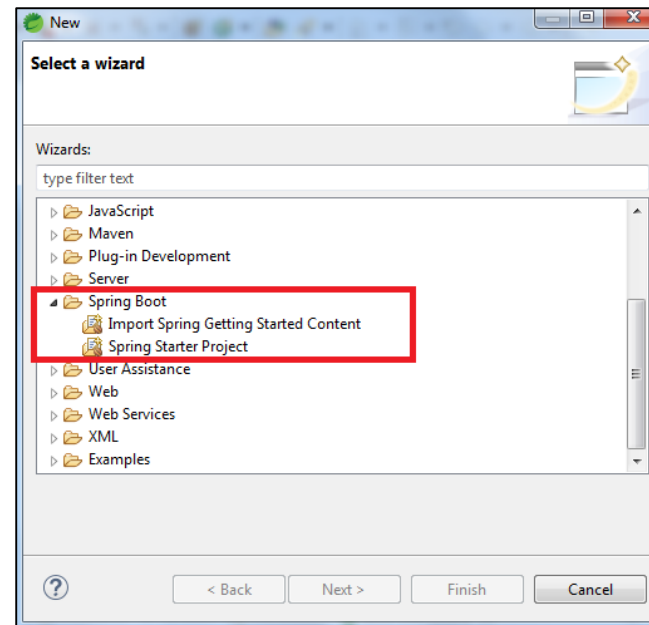 New
Select a wizard
Wizards:
type filter text
JavaScript
Maven
Plug-in Development
Server
Spring Boot
Import Spring Getting Started Content
Spring Starter Project
User Assistance
Web
Web Services
XML
Examples
?
< Back Next > Finish Cancel